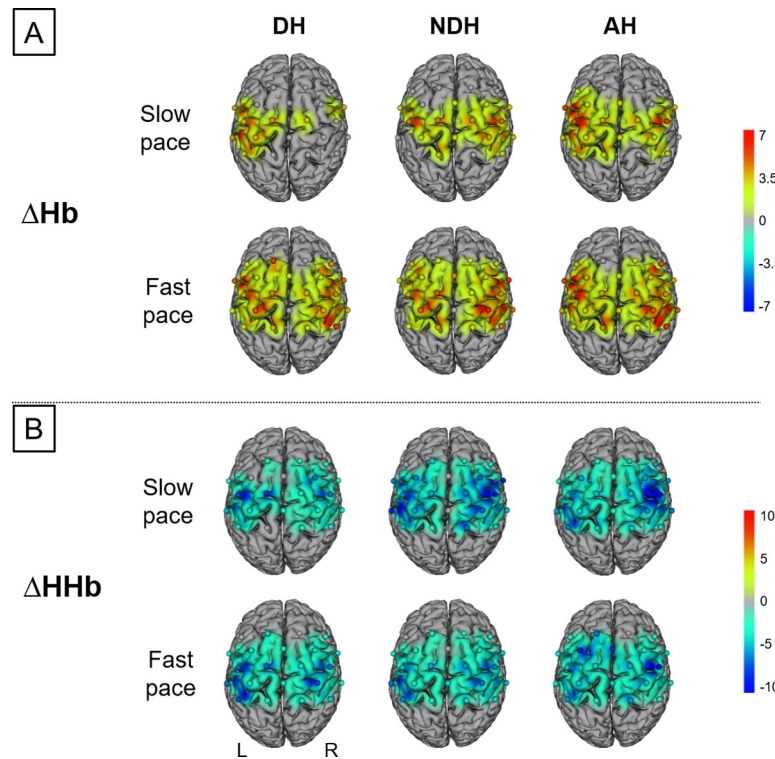 A
DH
NDH
AH
Slow
pace
ΔHb
Fast
pace
7
3.5
0
-3.5
-7
B
Slow
pace
ΔHHb
Fast
pace
10
5
0
-5
-10
L
R